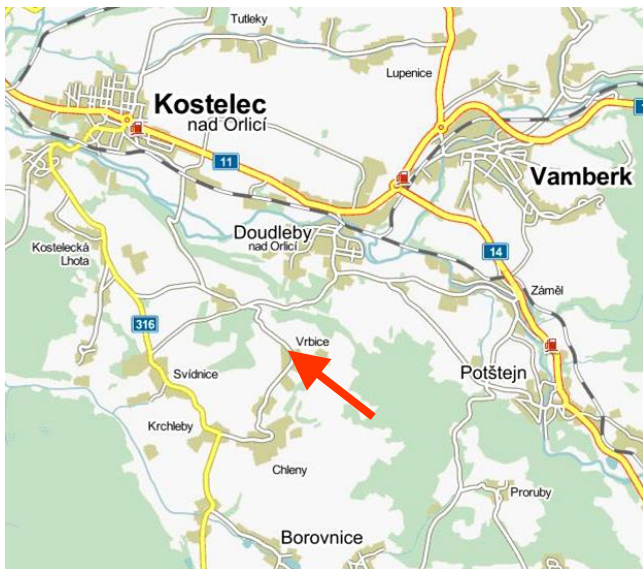 Tutleky
Lupenice
Kostelec
nad Orlicí
11
Vamberk
Doudleby
nad Orlicí
Kostelecká
Lhota
14
Záměl
316
Vrbice
Svídnice
Potštejn
Krchleby
Chleny
Proruby
Borovnice